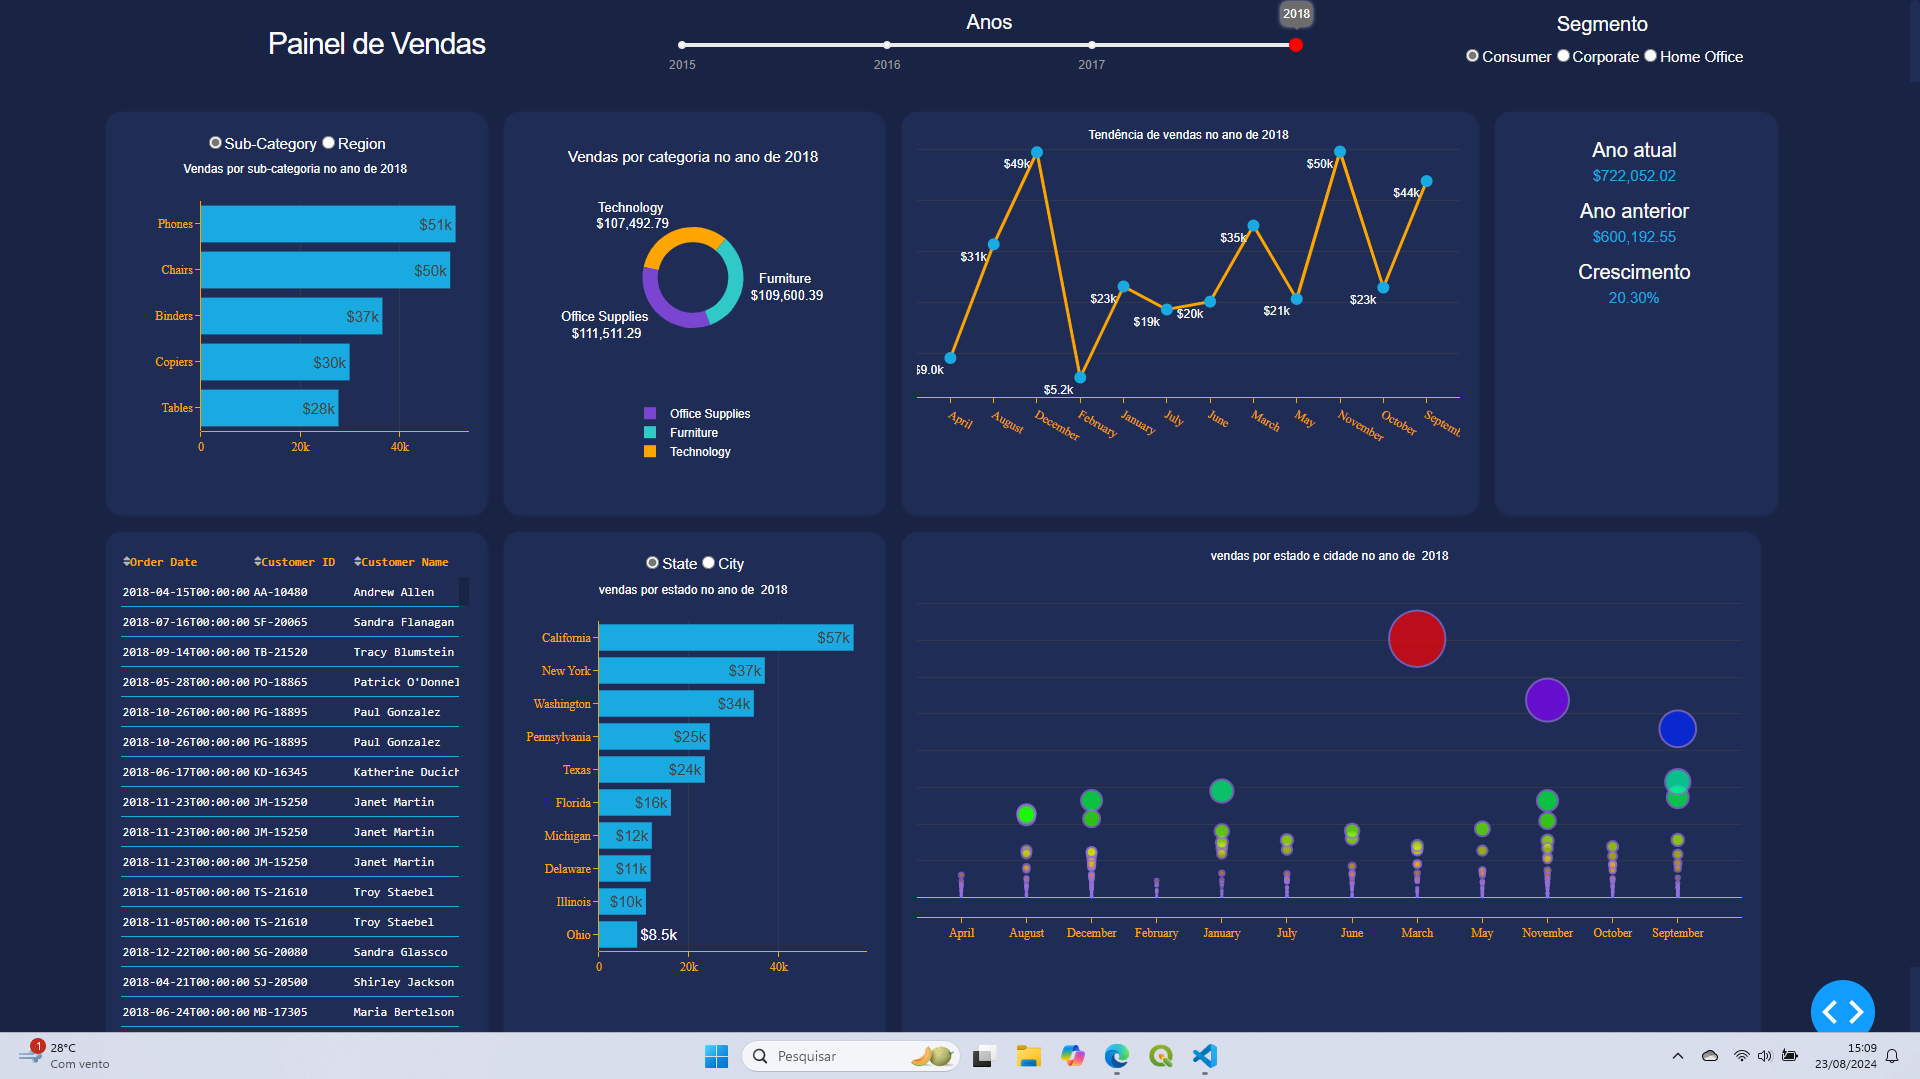 Painel de Vendas
Anos
2018
2015
2016
2017
Segmento
Consumer Corporate Home Office
Sub-Category Region
Vendas por sub-categoria no ano de 2018
Phones $51k
Chairs $50k
Binders $37k
Copiers $30k
Tables $28k
0 20k 40k
Vendas por categoria no ano de 2018
Technology
$107,492.79
Furniture
$109,600.39
Office Supplies
$111,511.29
Office Supplies
Furniture
Technology
Tendência de vendas no ano de 2018
$9.0k
$31k
$49k
$5.2k
$23k
$19k
$20k
$35k
$21k
$50k
$23k
$44k
April August December February January July June March May November October Septemb
Ano atual
$722,052.02
Ano anterior
$600,192.55
Crescimento
20.30%
Order Date Customer ID Customer Name
2018-04-15T00:00:00 AA-10480 Andrew Allen
2018-07-16T00:00:00 SF-20065 Sandra Flanagan
2018-09-14T00:00:00 TB-21520 Tracy Blumstein
2018-05-28T00:00:00 PO-18865 Patrick O'Donnel
2018-10-26T00:00:00 PG-18895 Paul Gonzalez
2018-10-26T00:00:00 PG-18895 Paul Gonzalez
2018-06-17T00:00:00 KD-16345 Katherine Ducich
2018-11-23T00:00:00 JM-15250 Janet Martin
2018-11-23T00:00:00 JM-15250 Janet Martin
2018-11-23T00:00:00 JM-15250 Janet Martin
2018-11-05T00:00:00 TS-21610 Troy Staebel
2018-11-05T00:00:00 TS-21610 Troy Staebel
2018-12-22T00:00:00 SG-20080 Sandra Glassco
2018-04-21T00:00:00 SJ-20500 Shirley Jackson
2018-06-24T00:00:00 MB-17305 Maria Bertelson
State City
vendas por estado no ano de 2018
California $57k
New York $37k
Washington $34k
Pennsylvania $25k
Texas $24k
Florida $16k
Michigan $12k
Delaware $11k
Illinois $10k
Ohio $8.5k
0 20k 40k
vendas por estado e cidade no ano de 2018
April August December February January July June March May November October September
1
28°C
Com vento
Pesquisar
15:09
23/08/2024